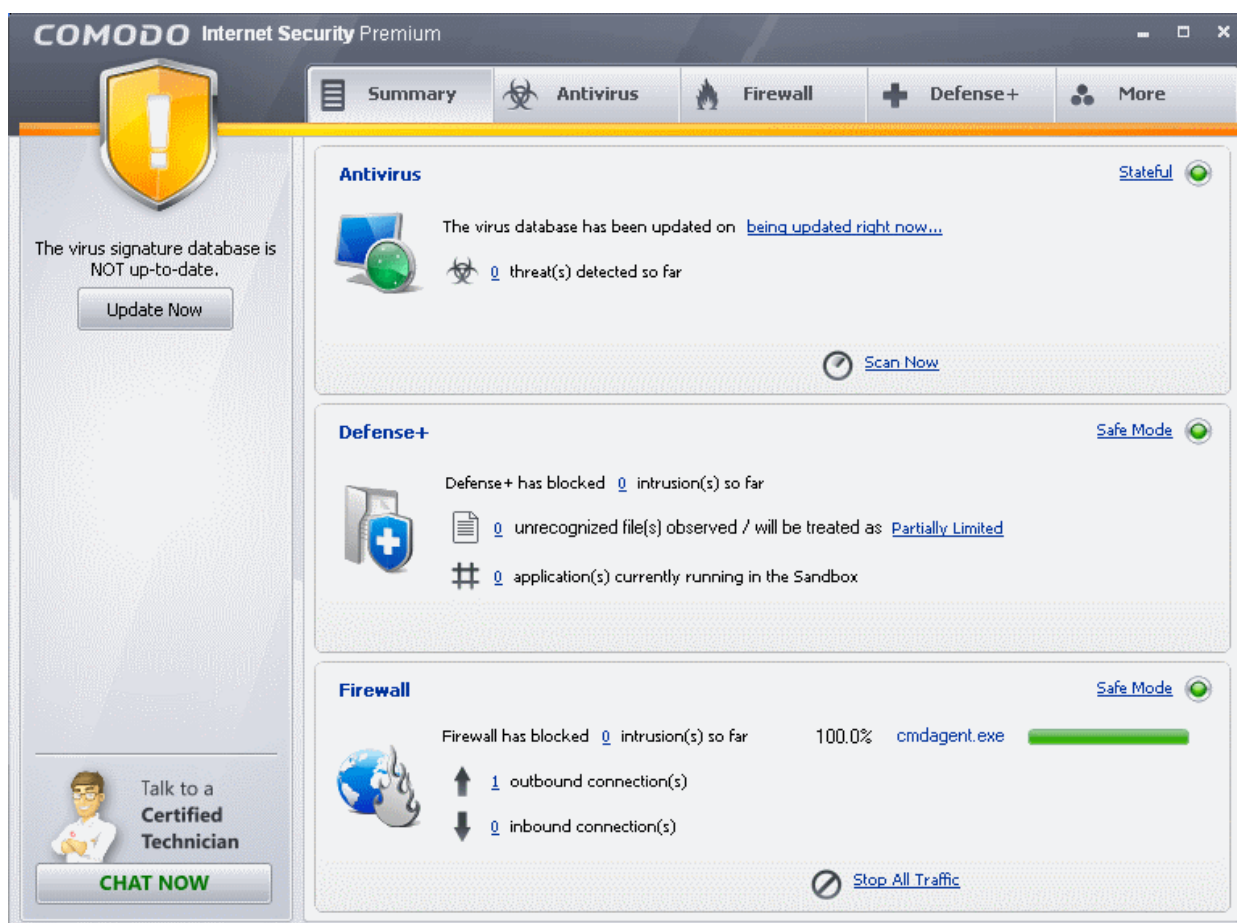 COMODO Internet Security Premium
Summary
Antivirus
Firewall
Defense+
More
The virus signature database is
NOT up-to-date.
Update Now
Talk to a
Certified
Technician
CHAT NOW
Antivirus
Stateful
The virus database has been updated on being updated right now...
0 threat(s) detected so far
Scan Now
Defense+
Safe Mode
Defense+ has blocked 0 intrusion(s) so far
0 unrecognized file(s) observed / will be treated as Partially Limited
0 application(s) currently running in the Sandbox
Firewall
Safe Mode
Firewall has blocked 0 intrusion(s) so far
100.0% cmdagent.exe
1 outbound connection(s)
0 inbound connection(s)
Stop All Traffic